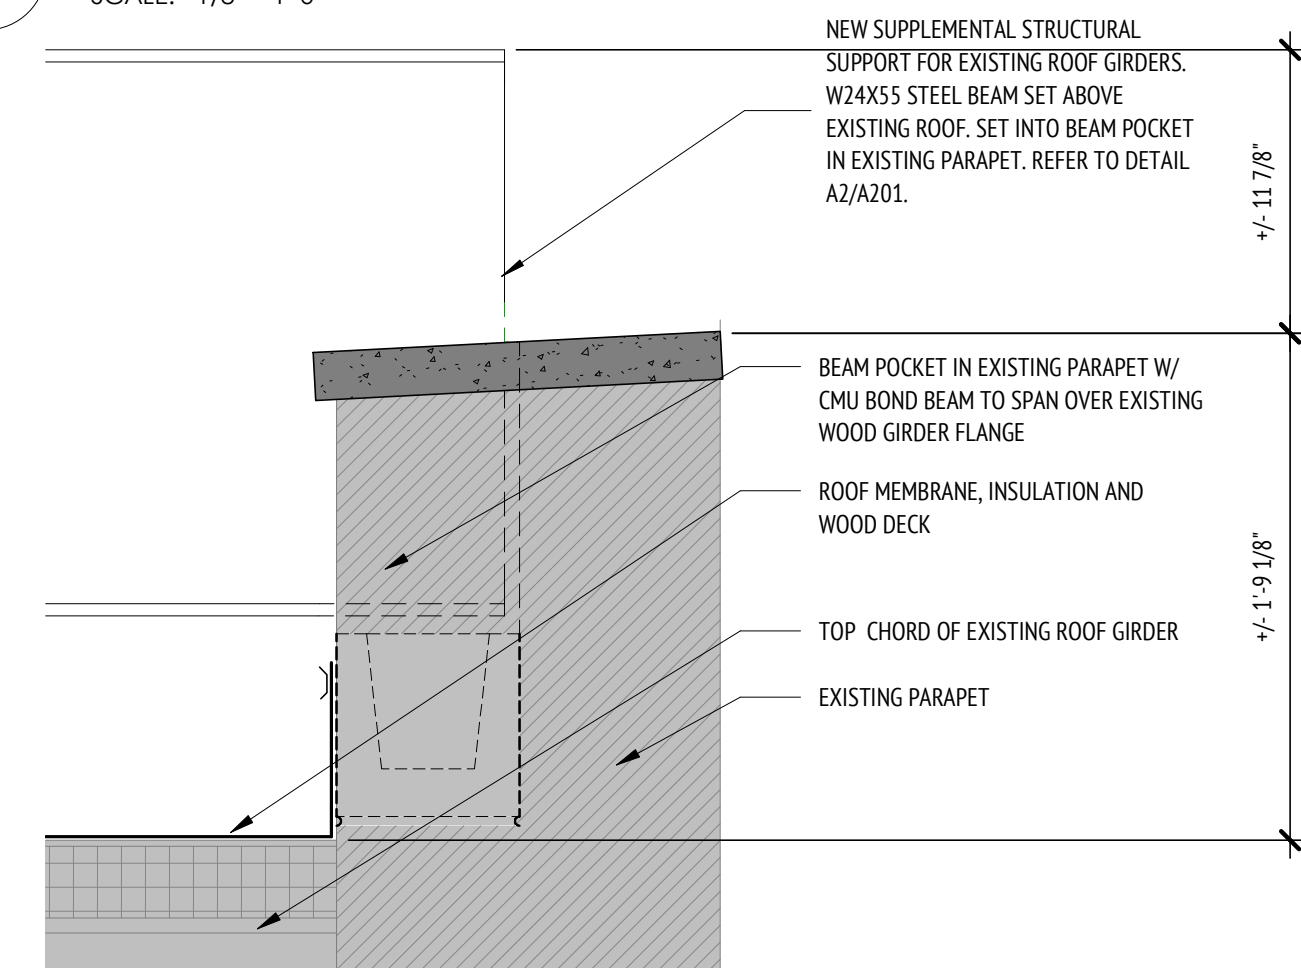 NEW SUPPLEMENTAL STRUCTURAL
SUPPORT FOR EXISTING ROOF GIRDERS.
W24X55 STEEL BEAM SET ABOVE
EXISTING ROOF. SET INTO BEAM POCKET
IN EXISTING PARAPET. REFER TO DETAIL
A2/A201.
+/- 11 7/8"
BEAM POCKET IN EXISTING PARAPET W/
CMU BOND BEAM TO SPAN OVER EXISTING
WOOD GIRDER FLANGE
ROOF MEMBRANE, INSULATION AND
WOOD DECK
+/- 1'-9 1/8"
TOP CHORD OF EXISTING ROOF GIRDER
EXISTING PARAPET